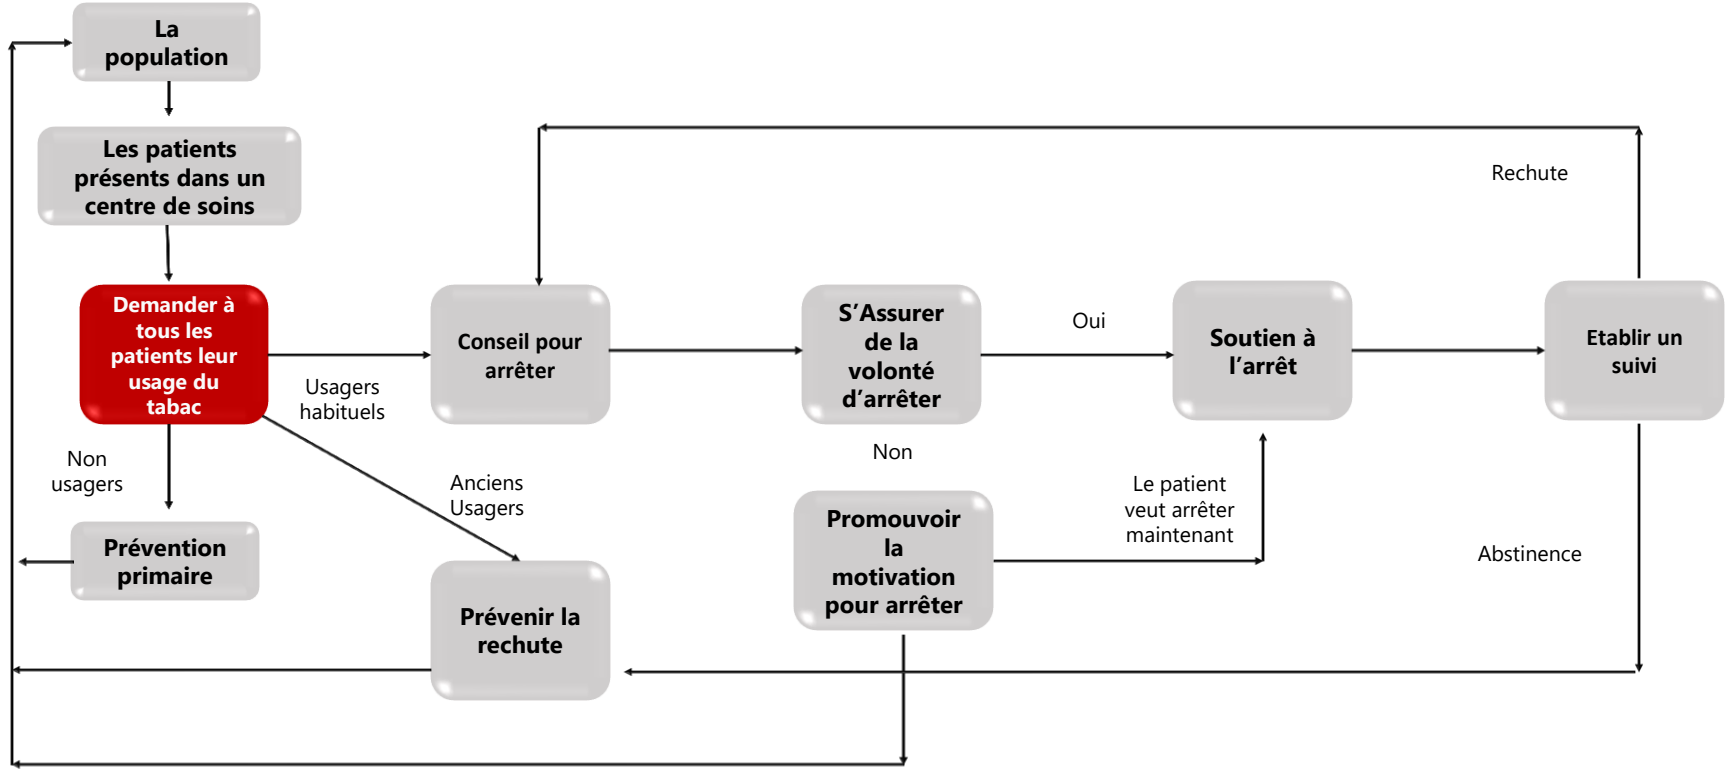 La
population
Les patients
présents dans un
centre de soins
Demander à
tous les
patients leur
usage du
tabac
Usagers
habituels
Conseil pour
arrêter
S’Assurer
de la
volonté
d’arrêter
Oui
Soutien à
l’arrêt
Etablir un
suivi
Rechute
Non
usagers
Anciens
Usagers
Non
Le patient
veut arrêter
maintenant
Abstinence
Prévention
primaire
Prévenir la
rechute
Promouvoir
la
motivation
pour arrêter